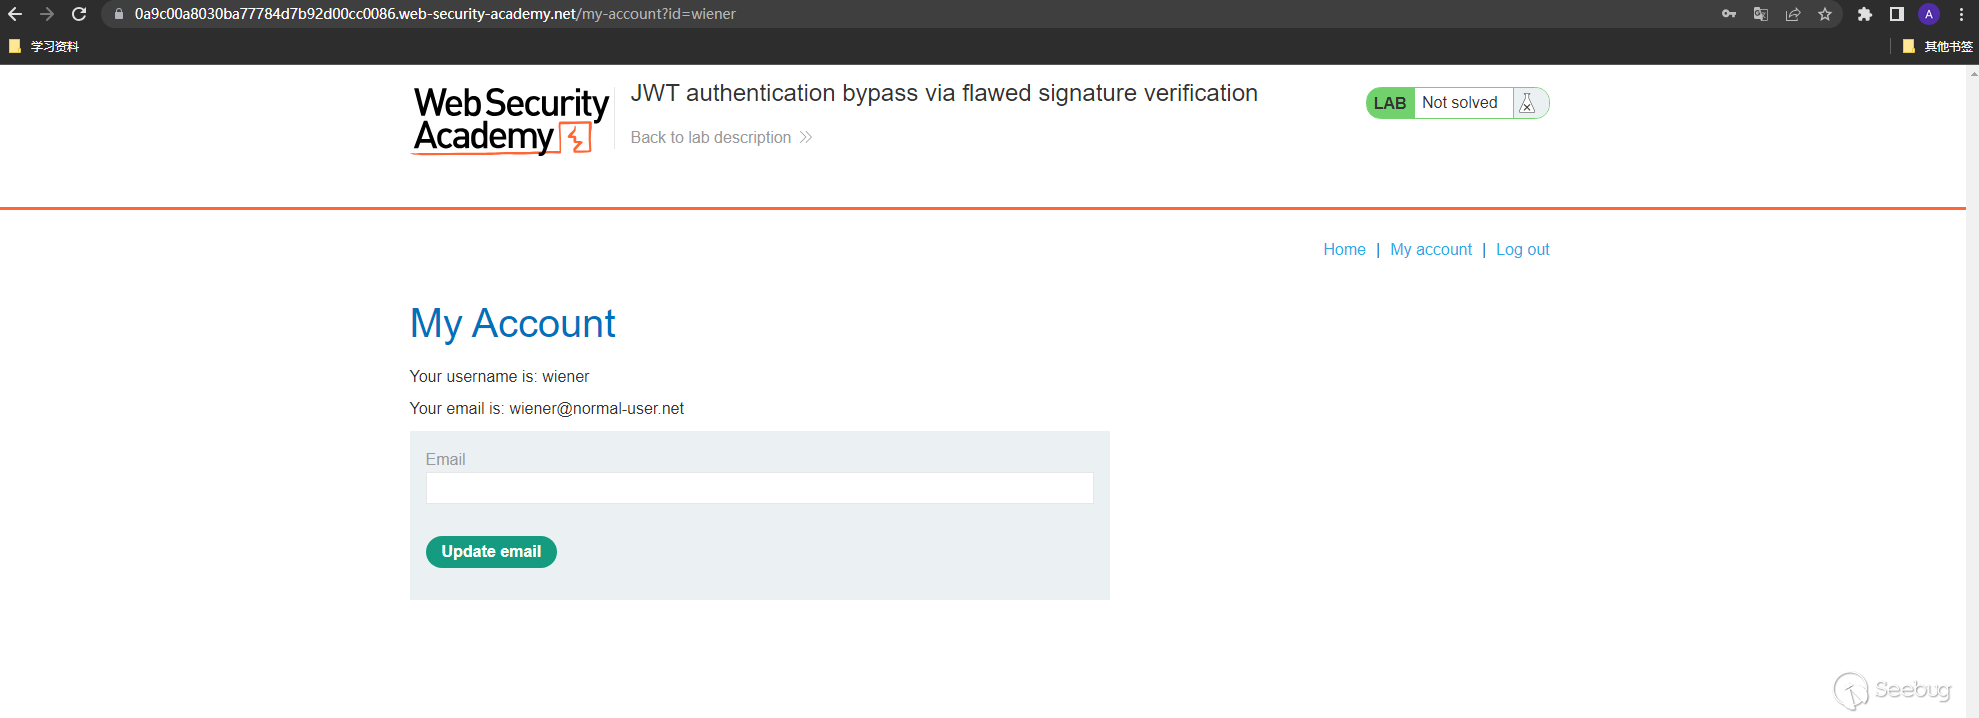 0a9c00a8030ba77784d7b92d00cc0086.web-security-academy.net/my-account?id=wiener
A
学习资料
其他书签
WebSecurity
Academy
JWT authentication bypass via flawed signature verification
Back to lab description
LAB Not solved
Home | My account | Log out
My Account
Your username is: wiener
Your email is: wiener@normal-user.net
Email
Update email
Seebug